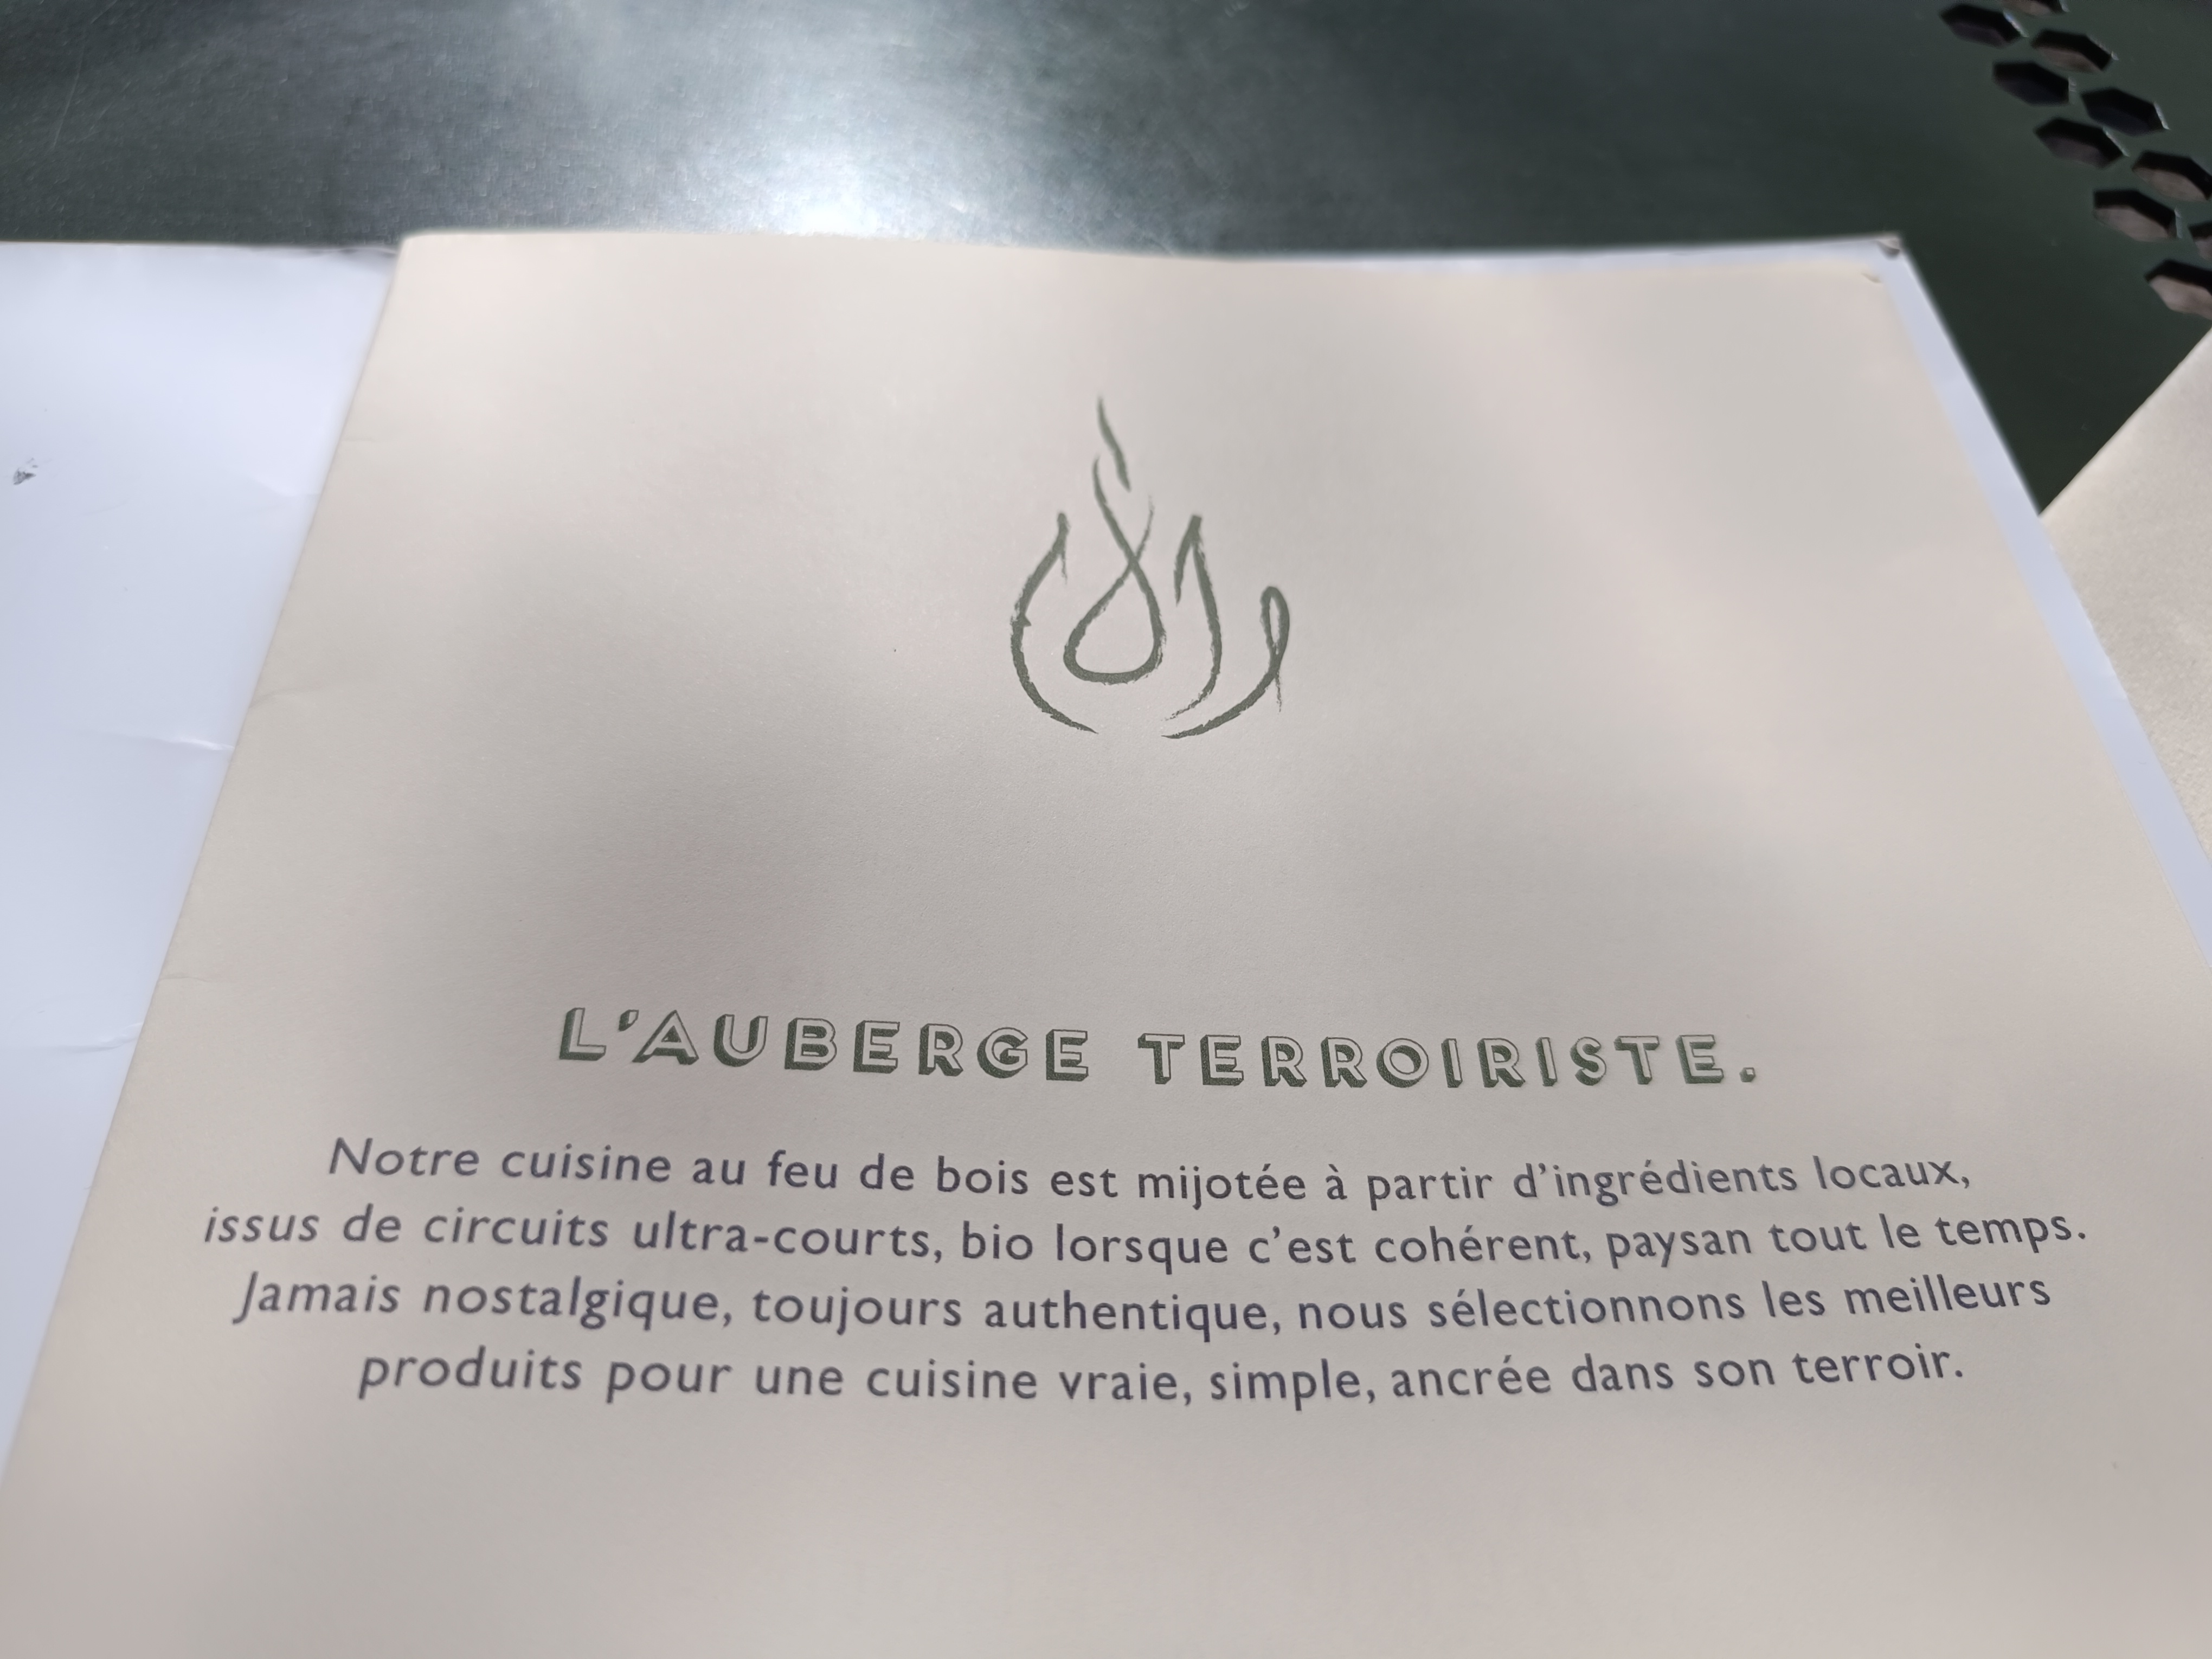 L'AUBERGE TERROIRISTE.
Notre cuisine au feu de bois est mijotée à partir d'ingrédients locaux,
issus de circuits ultra-courts, bio lorsque c'est cohérent, paysan tout le temps.
Jamais nostalgique, toujours authentique, nous sélectionnons les meilleurs
produits pour une cuisine vraie, simple, ancrée dans son terroir.